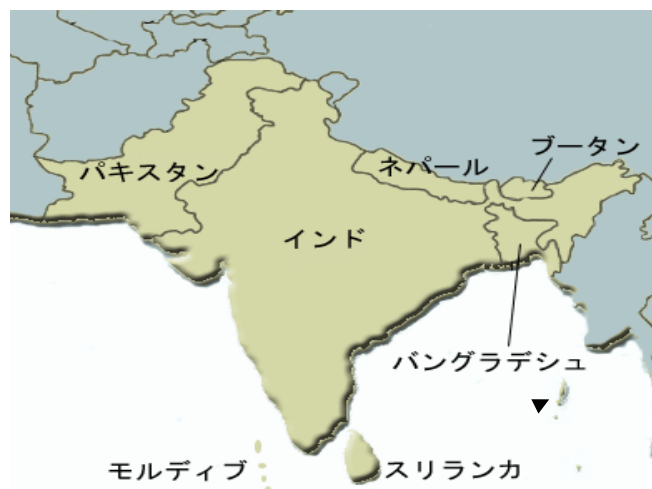 ブータン
ネパール
パキスタン
インド
バングラデシュ
モルディブ
スリランカ